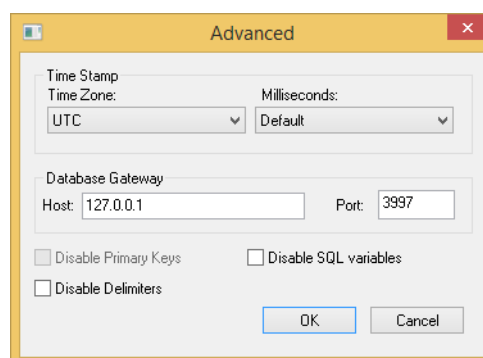 Advanced
Time Stamp
Time Zone: Milliseconds:
UTC Default
Database Gateway
Host: 127.0.0.1 Port: 3997
Disable Primary Keys Disable SQL variables
Disable Delimiters
OK Cancel